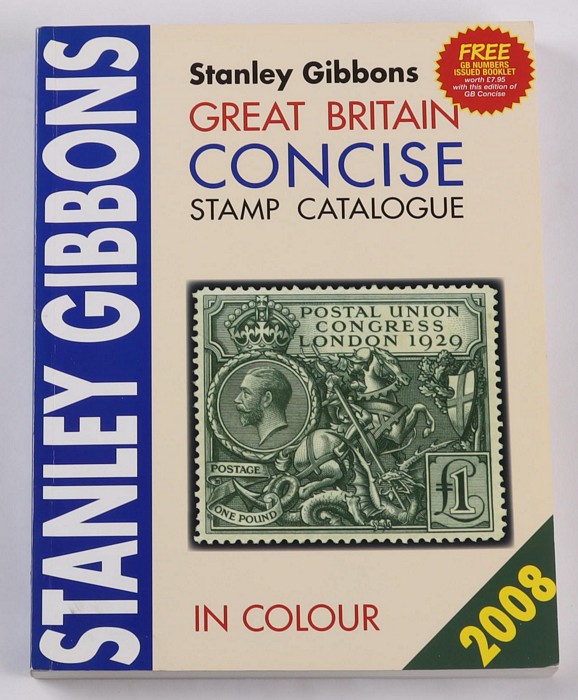 STANLEY GIBBONS
Stanley Gibbons
GREAT BRITAIN
CONCISE
STAMP CATALOGUE
FREE
GB NUMBERS
ISSUED BOOKLET
worth £7.95
with this edition of
GB Concise
POSTAL UNION
CONGRESS
LONDON 1929
POSTAGE
ONE POUND
£1
IN COLOUR
2008